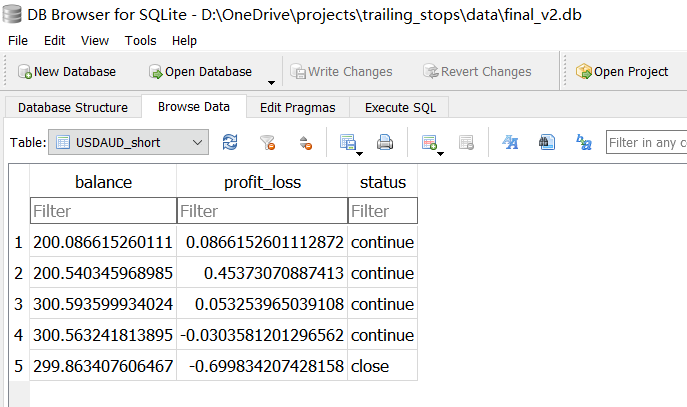 DB Browser for SQLite - D:\OneDrive\projects\trailing_stops\data\final_v2.db
File Edit View Tools Help
New Database Open Database Write Changes Revert Changes Open Project
Database Structure Browse Data Edit Pragmas Execute SQL
Table: USDAUD_short Filter in any co
balance profit_loss status
Filter Filter Filter
1 200.086615260111 0.0866152601112872 continue
2 200.540345968985 0.45373070887413 continue
3 300.593599934024 0.053253965039108 continue
4 300.563241813895 -0.0303581201296562 continue
5 299.863407606467 -0.699834207428158 close